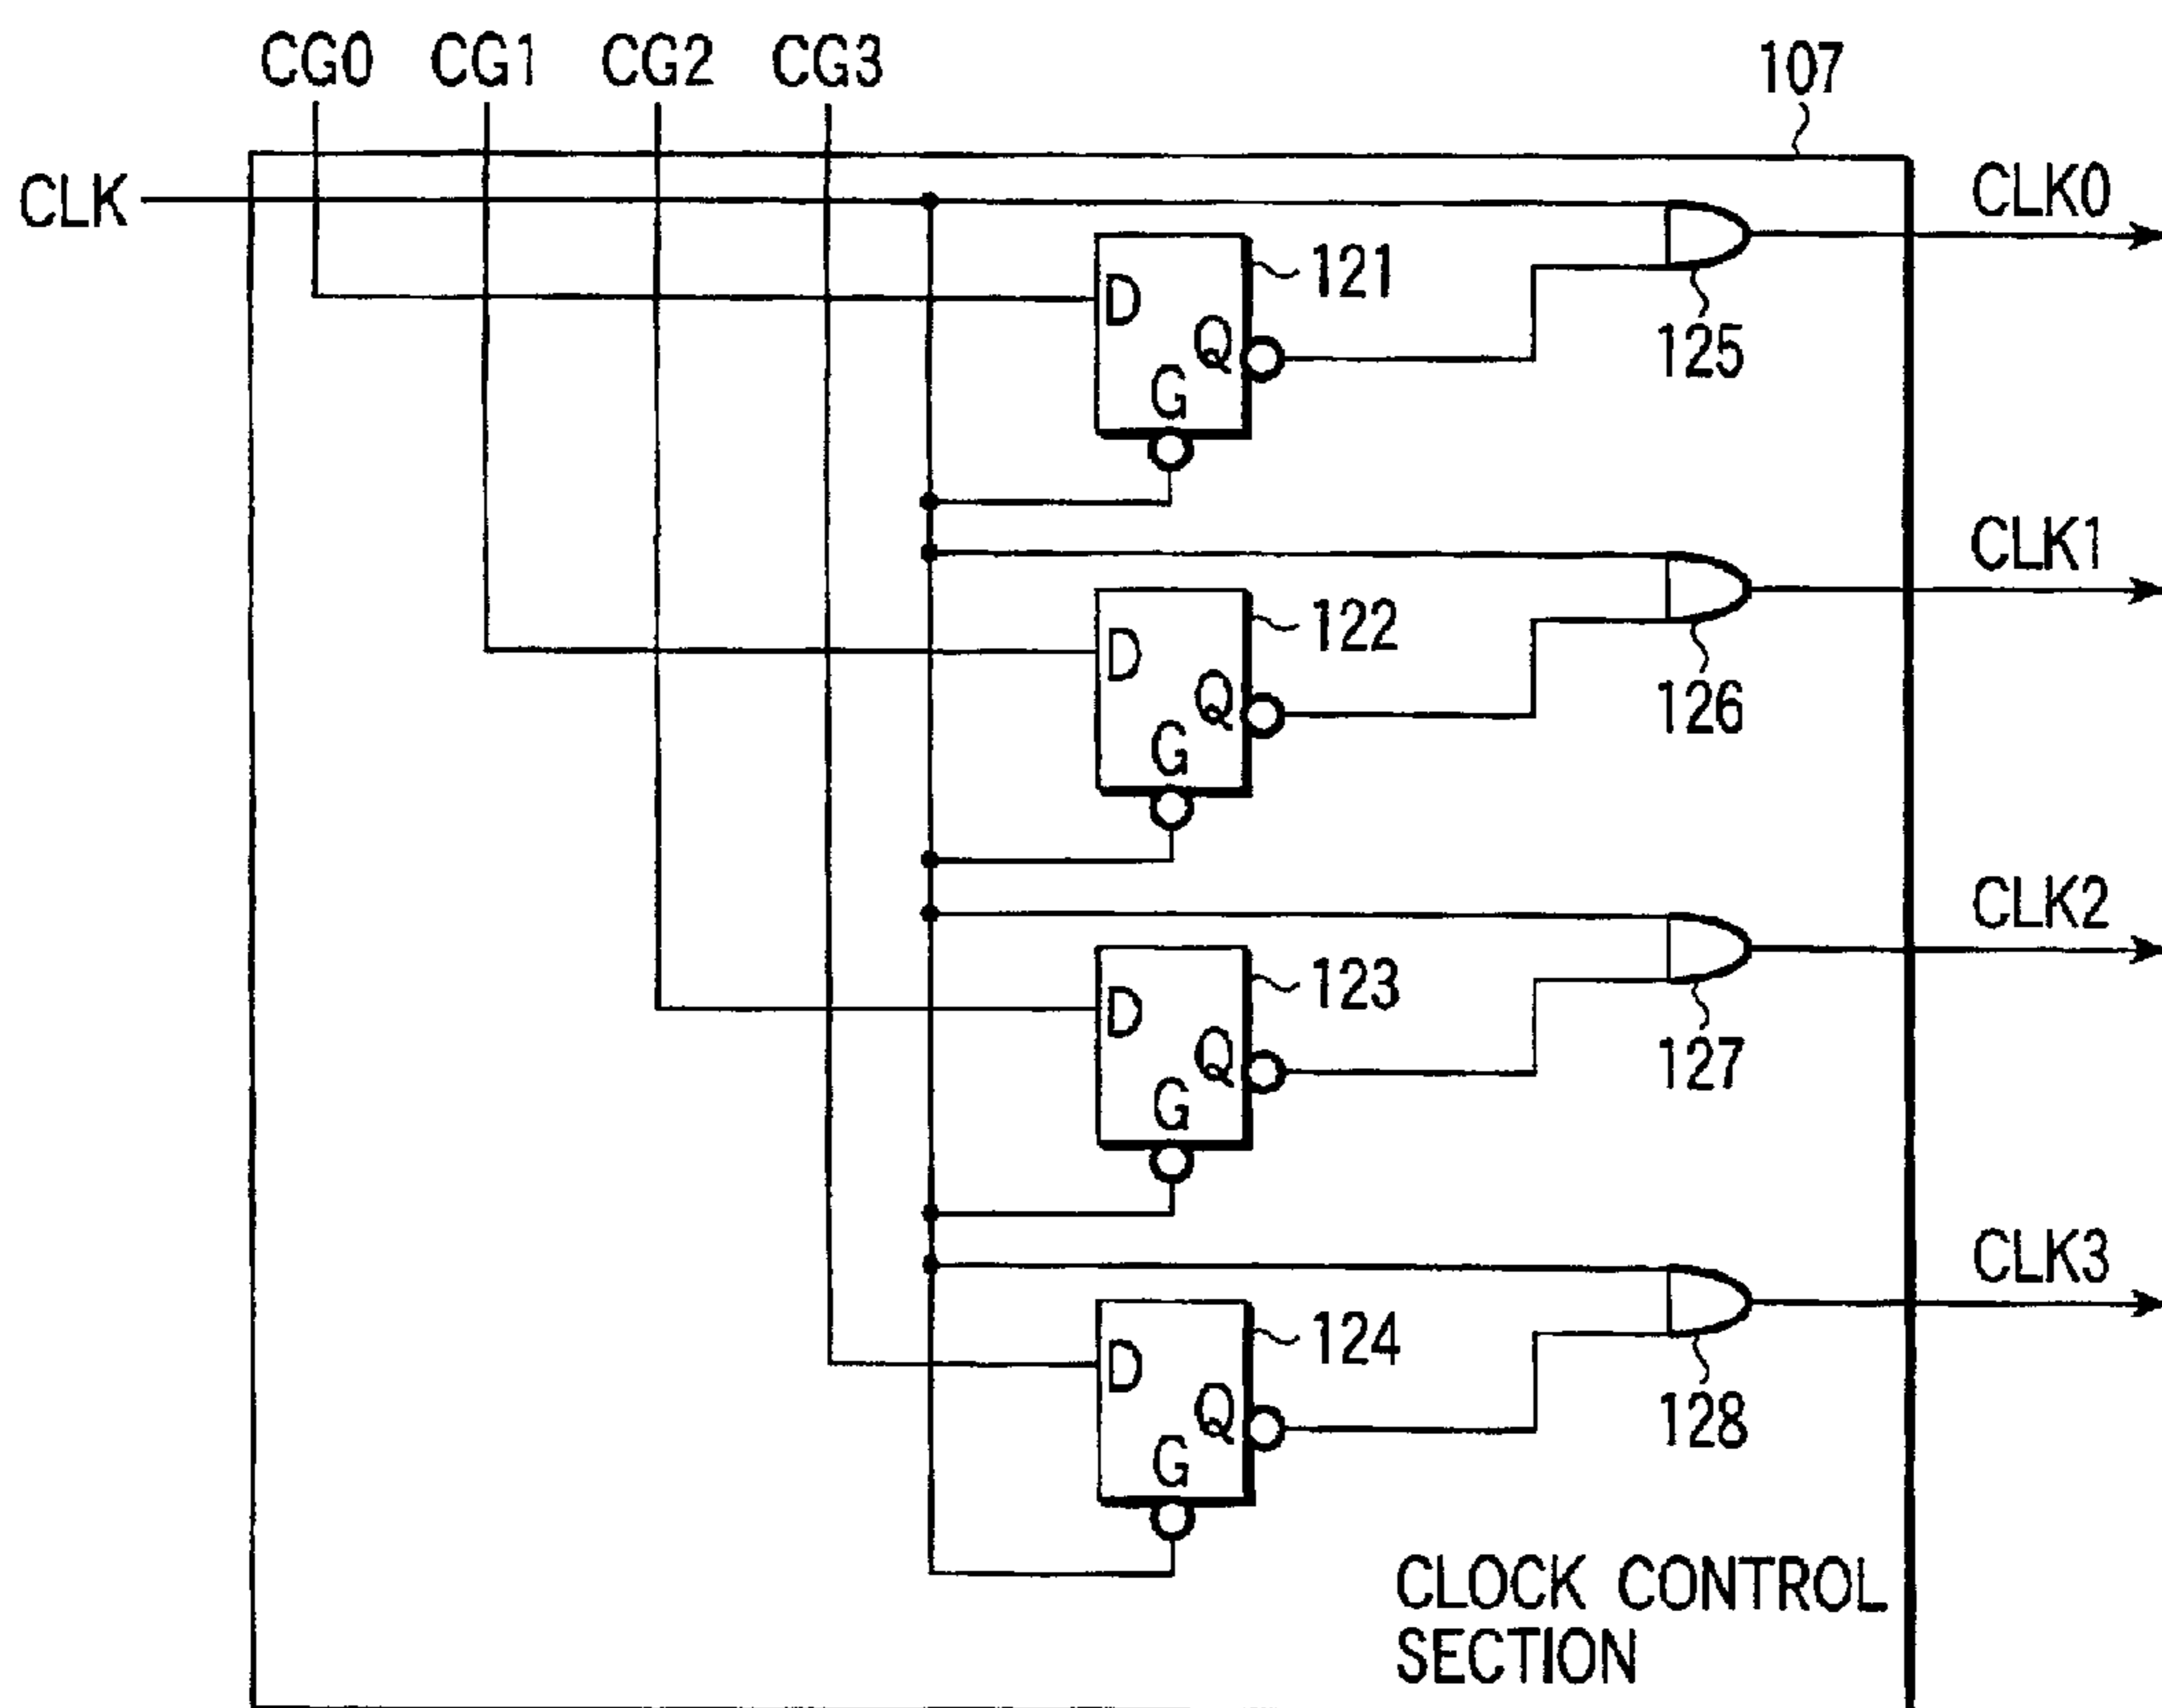 CG0 CG1 CG2 CG3
107
CLK
CLK0
D
Q
G
121
125
CLK1
D
Q
G
122
126
CLK2
D
Q
G
123
127
CLK3
D
Q
G
124
128
CLOCK CONTROL
SECTION